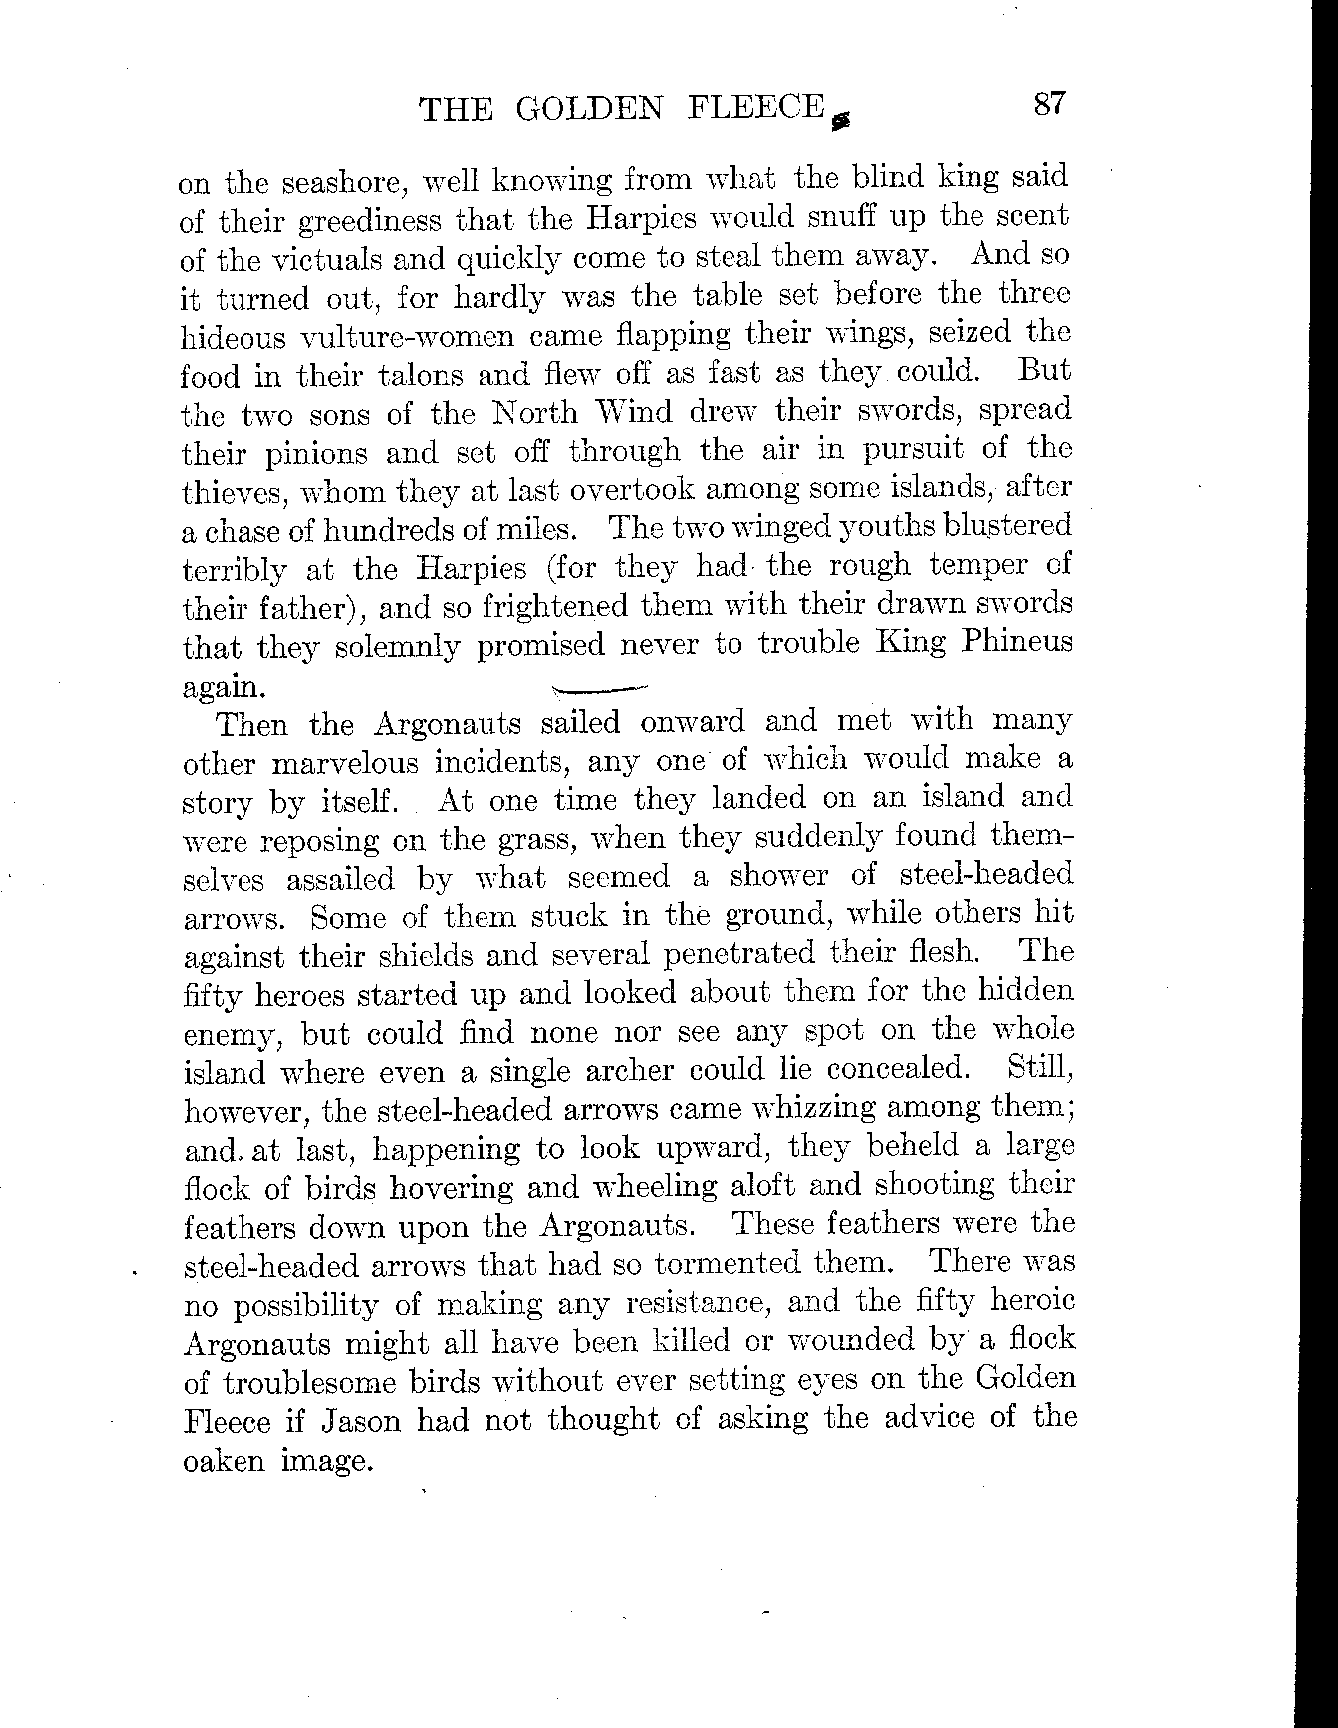 THE GOLDEN FLEECE 87
on the seashore, well knowing from what the blind king said
of their greediness that the Harpies would snuff up the scent
of the victuals and quickly come to steal them away. And so
it turned out, for hardly was the table set before the three
hideous vulture-women came flapping their wings, seized the
food in their talons and flew off as fast as they could. But
the two sons of the North Wind drew their swords, spread
their pinions and set off through the air in pursuit of the
thieves, whom they at last overtook among some islands, after
a chase of hundreds of miles. The two winged youths blustered
terribly at the Harpies (for they had the rough temper of
their father), and so frightened them with their drawn swords
that they solemnly promised never to trouble King Phineus
again.
Then the Argonauts sailed onward and met with many
other marvelous incidents, any one of which would make a
story by itself. At one time they landed on an island and
were reposing on the grass, when they suddenly found them-
selves assailed by what seemed a shower of steel-headed
arrows. Some of them stuck in the ground, while others hit
against their shields and several penetrated their flesh. The
fifty heroes started up and looked about them for the hidden
enemy, but could find none nor see any spot on the whole
island where even a single archer could lie concealed. Still,
however, the steel-headed arrows came whizzing among them;
and at last, happening to look upward, they beheld a large
flock of birds hovering and wheeling aloft and shooting their
feathers down upon the Argonauts. These feathers were the
steel-headed arrows that had so tormented them. There was
no possibility of making any resistance, and the fifty heroic
Argonauts might all have been killed or wounded by a flock
of troublesome birds without ever setting eyes on the Golden
Fleece if Jason had not thought of asking the advice of the
oaken image.